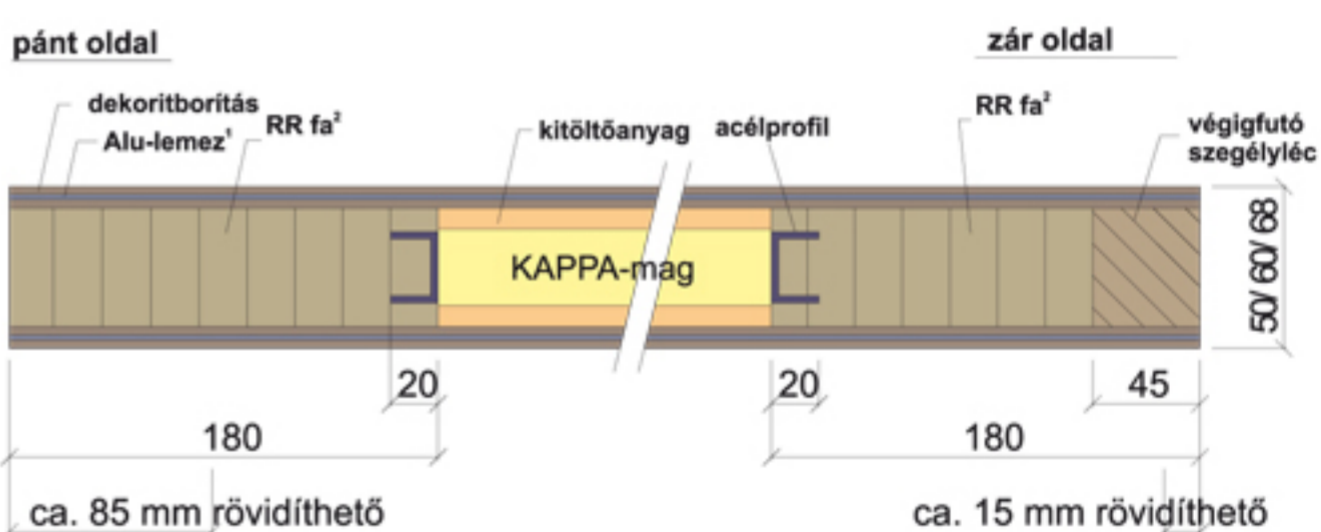 pánt oldal
zár oldal
dekoritborítás
Alu-lemez¹
RR fa²
kitöltőanyag
acélprofil
RR fa²
végigfutó
szegélyléc
KAPPA-mag
50/ 60/ 68
20
20
45
180
180
ca. 85 mm rövidíthető
ca. 15 mm rövidíthető